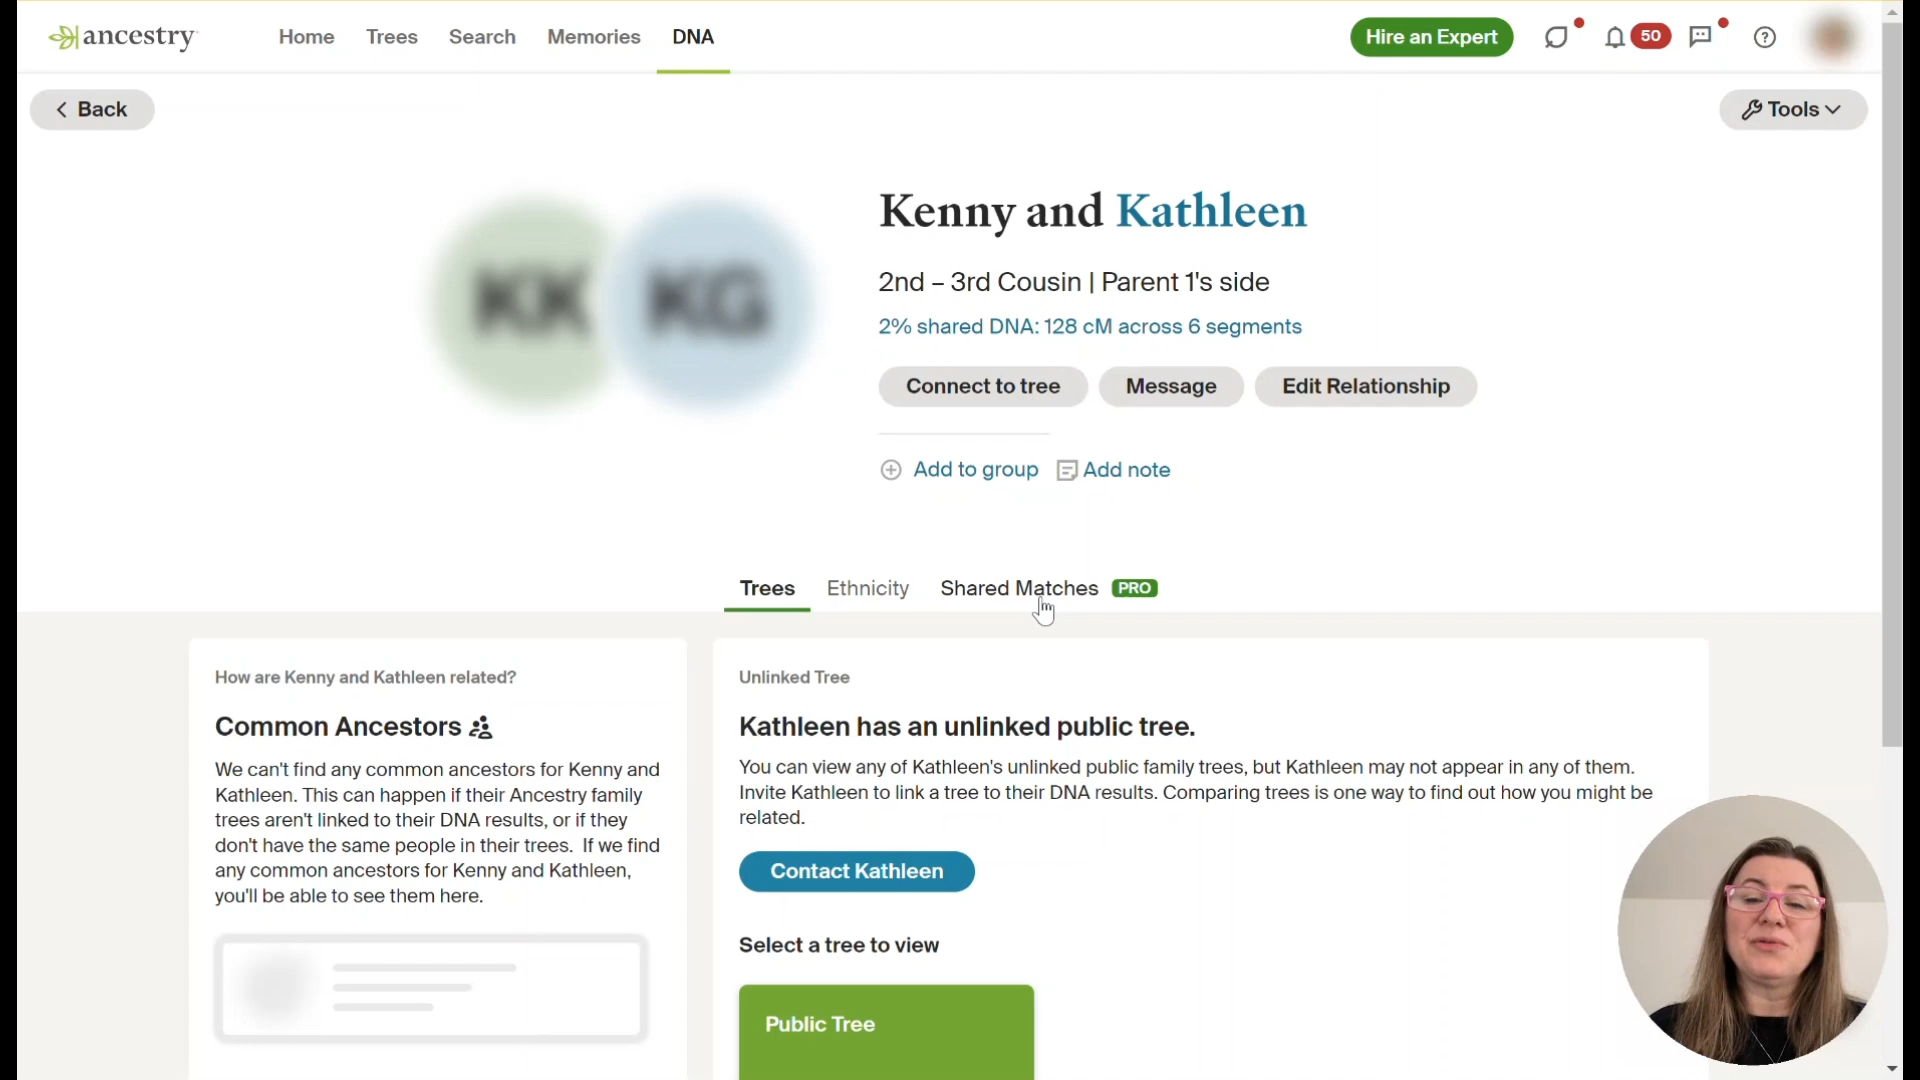 ancestry
Home Trees Search Memories DNA
Hire an Expert
50
Back
Tools
KK KG
Kenny and Kathleen
2nd – 3rd Cousin | Parent 1's side
2% shared DNA: 128 cM across 6 segments
Connect to tree
Message
Edit Relationship
Add to group
Add note
Trees Ethnicity Shared Matches PRO
How are Kenny and Kathleen related?
Common Ancestors
We can't find any common ancestors for Kenny and
Kathleen. This can happen if their Ancestry family
trees aren't linked to their DNA results, or if they
don't have the same people in their trees. If we find
any common ancestors for Kenny and Kathleen,
you'll be able to see them here.
Unlinked Tree
Kathleen has an unlinked public tree.
You can view any of Kathleen's unlinked public family trees, but Kathleen may not appear in any of them.
Invite Kathleen to link a tree to their DNA results. Comparing trees is one way to find out how you might be
related.
Contact Kathleen
Select a tree to view
Public Tree